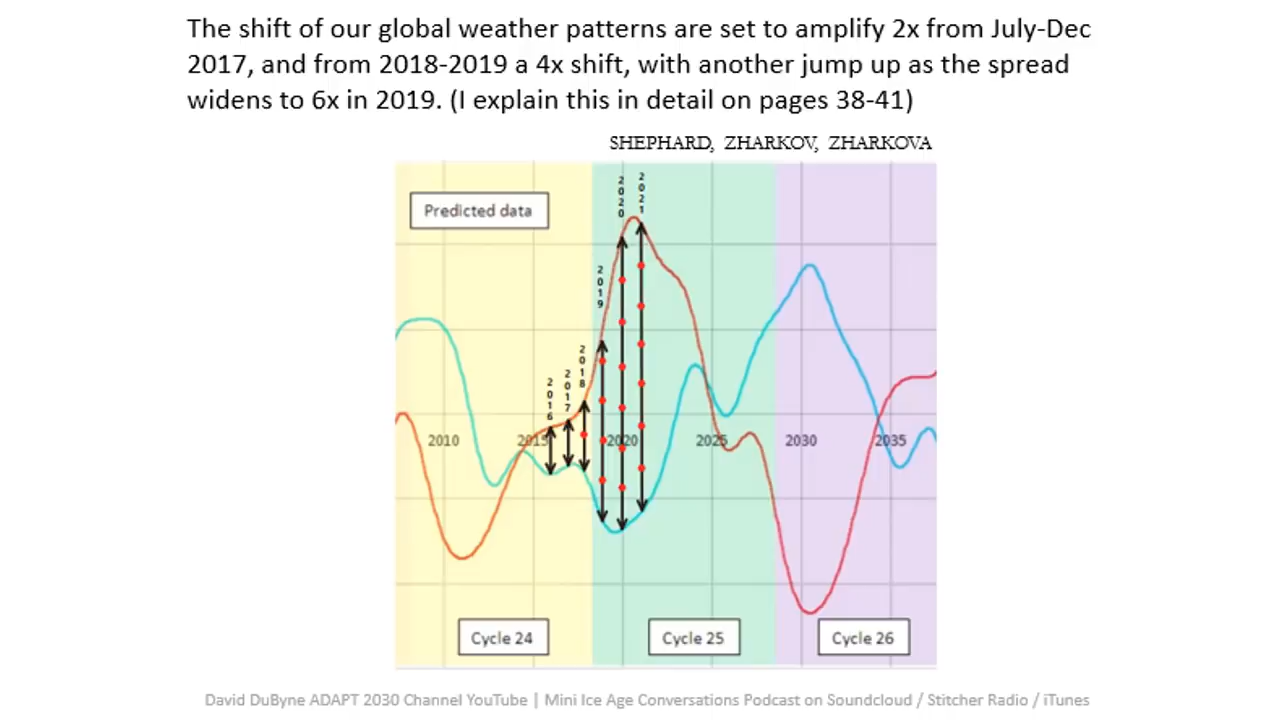 The shift of our global weather patterns are set to amplify 2x from July-Dec
2017, and from 2018-2019 a 4x shift, with another jump up as the spread
widens to 6x in 2019. (I explain this in detail on pages 38-41)
SHEPHARD, ZHARKOV, ZHARKOVA
Predicted data
2016
2017
2018
2019
2020
2021
2010 2015 2020 2025 2030 2035
Cycle 24 Cycle 25 Cycle 26
David DuByne ADAPT 2030 Channel YouTube | Mini Ice Age Conversations Podcast on Soundcloud / Stitcher Radio / iTunes